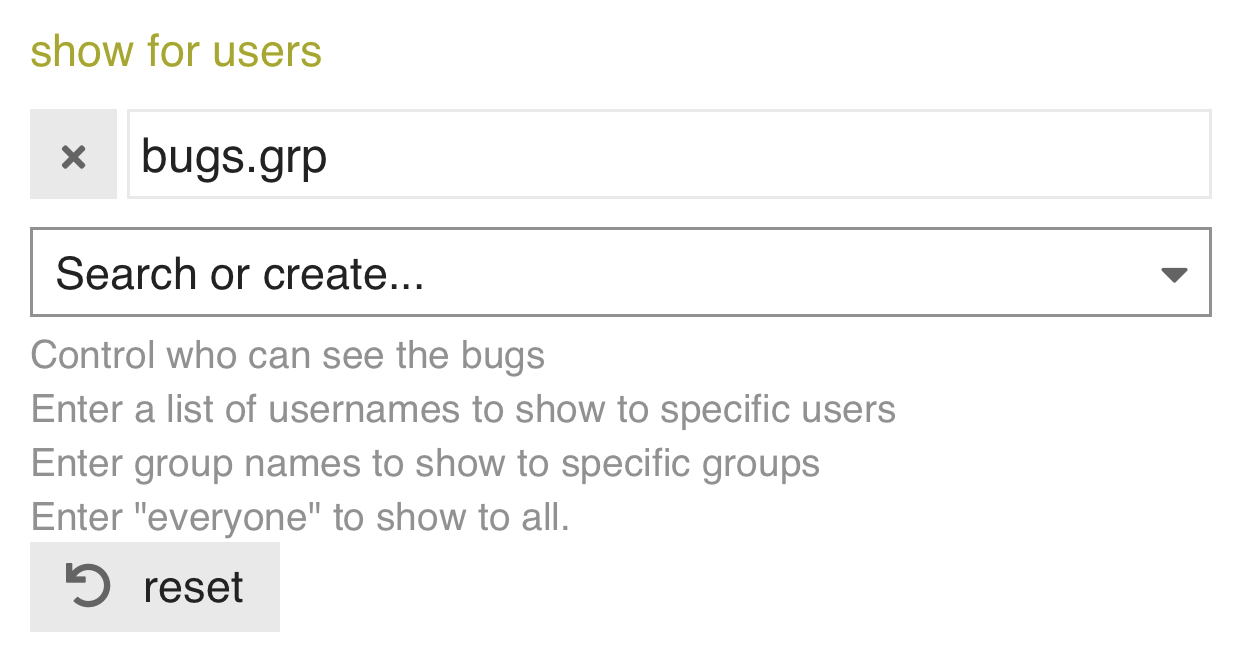 show for users
bugs.grp
Search or create...
Control who can see the bugs
Enter a list of usernames to show to specific users
Enter group names to show to specific groups
Enter "everyone" to show to all.
reset